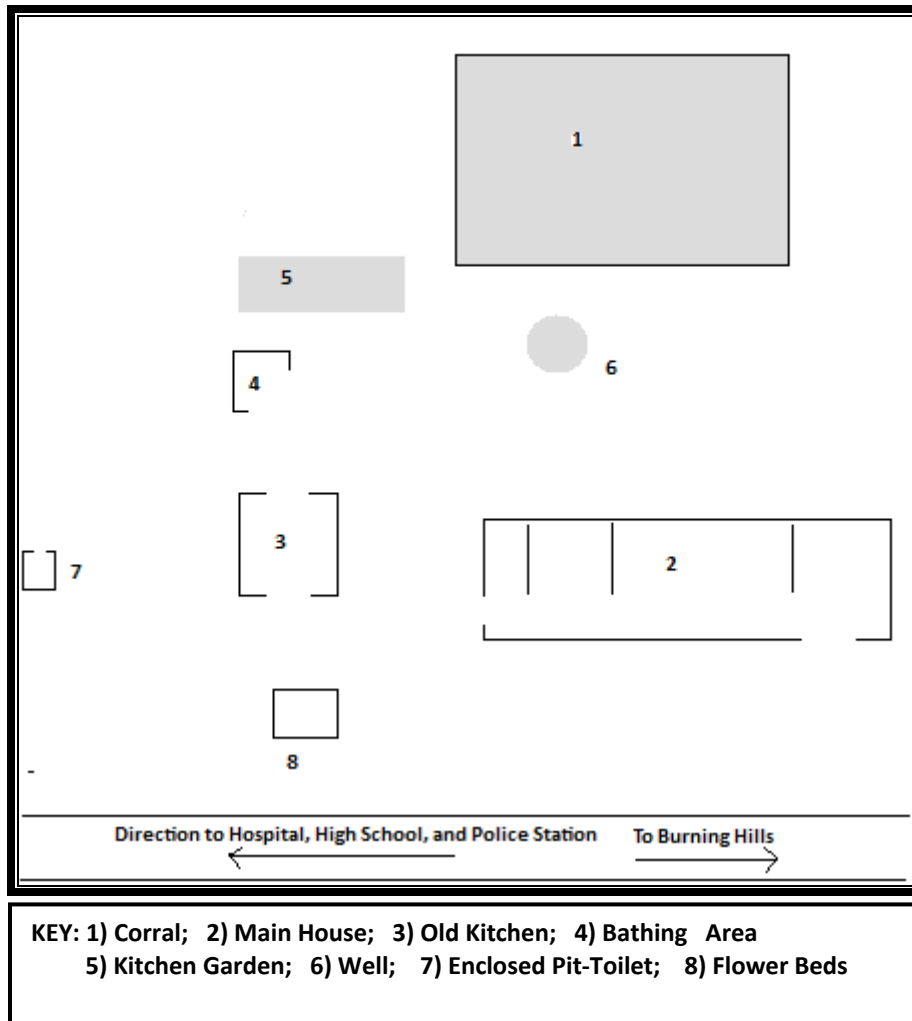 1
5
6
4
3
2
7
8
Direction to Hospital, High School, and Police Station To Burning Hills
KEY: 1) Corral; 2) Main House; 3) Old Kitchen; 4) Bathing Area
5) Kitchen Garden; 6) Well; 7) Enclosed Pit-Toilet; 8) Flower Beds